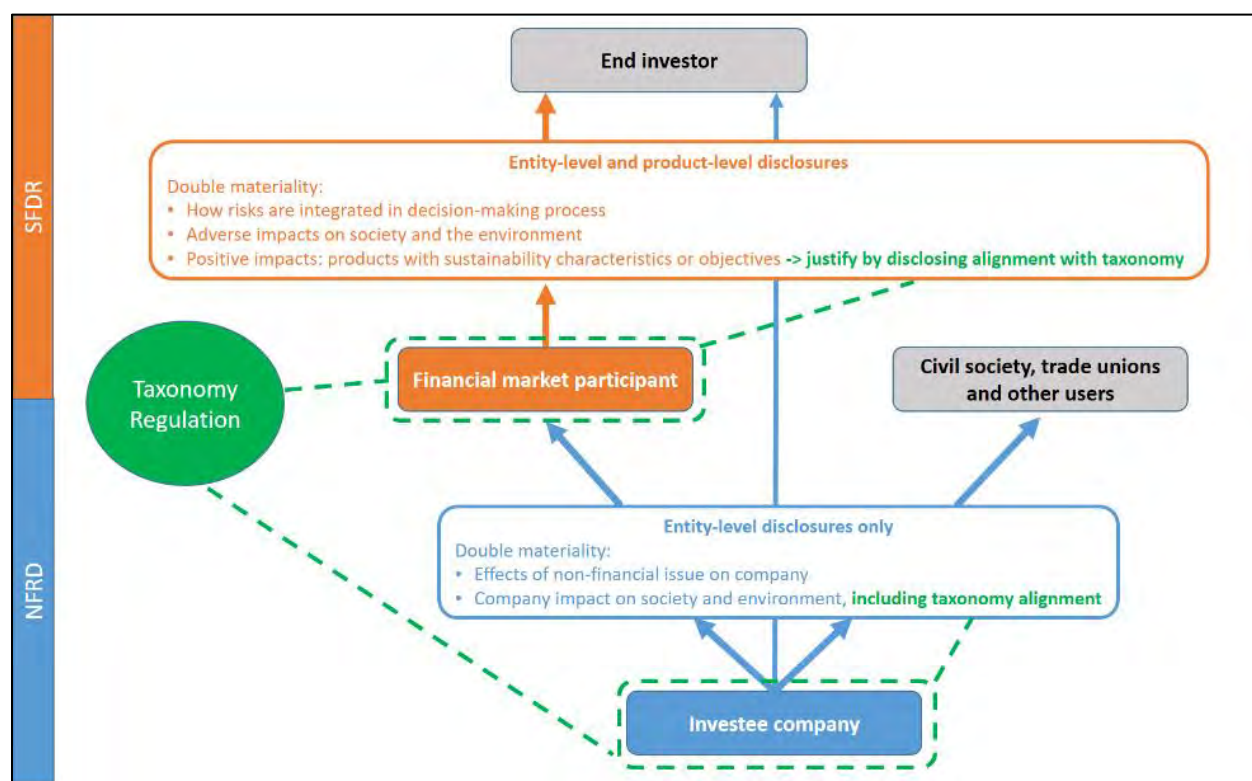 End investor
SFDR
Entity-level and product-level disclosures
Double materiality:
• How risks are integrated in decision-making process
• Adverse impacts on society and the environment
• Positive impacts: products with sustainability characteristics or objectives -> justify by disclosing alignment with taxonomy
Taxonomy
Regulation
Financial market participant
Civil society, trade unions
and other users
NFRD
Entity-level disclosures only
Double materiality:
• Effects of non-financial issue on company
• Company impact on society and environment, including taxonomy alignment
Investee company